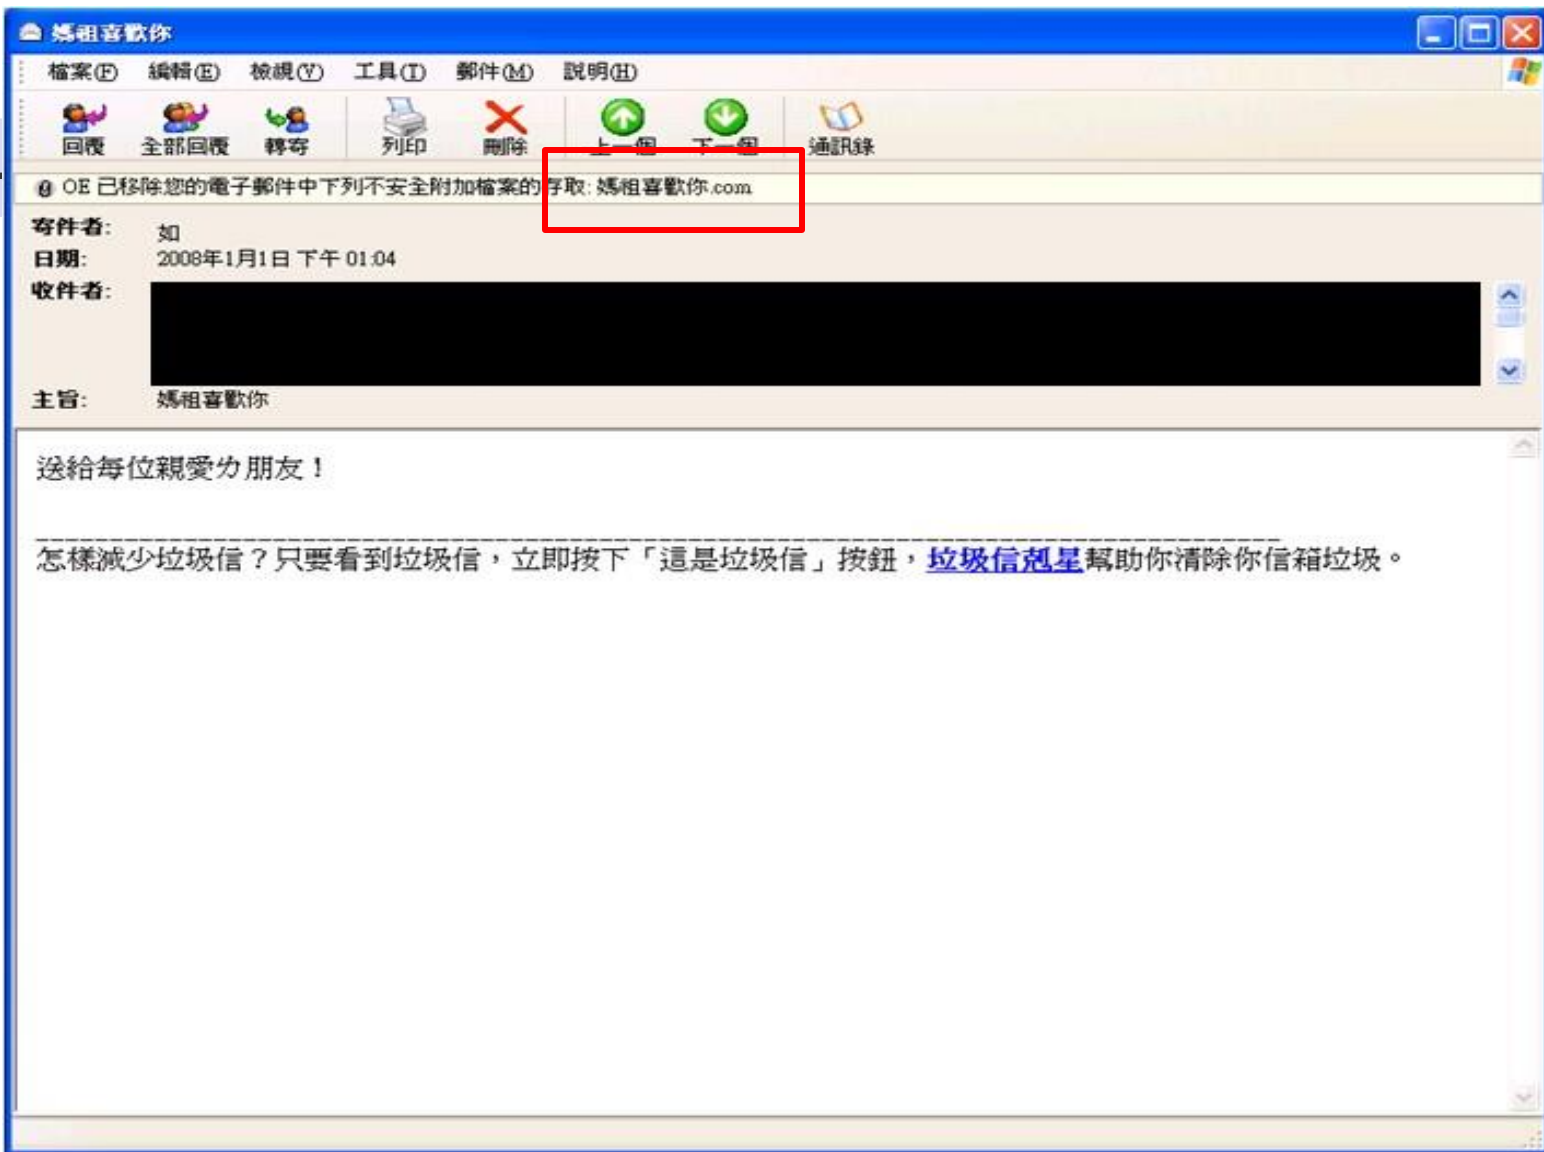 媽祖喜歡你
檔案(F) 編輯(E) 檢視(V) 工具(T) 郵件(M) 說明(H)
回覆 全部回覆 轉寄 列印 刪除 上一個 下一個 通訊錄
OE 已移除您的電子郵件中下列不安全附加檔案的存取: 媽祖喜歡你.com
寄件者: 如
日期: 2008年1月1日 下午 01:04
收件者:
主旨: 媽祖喜歡你
送給每位親愛ㄉ朋友！
怎樣減少垃圾信？只要看到垃圾信，立即按下「這是垃圾信」按鈕，垃圾信剋星幫助你清除你信箱垃圾。